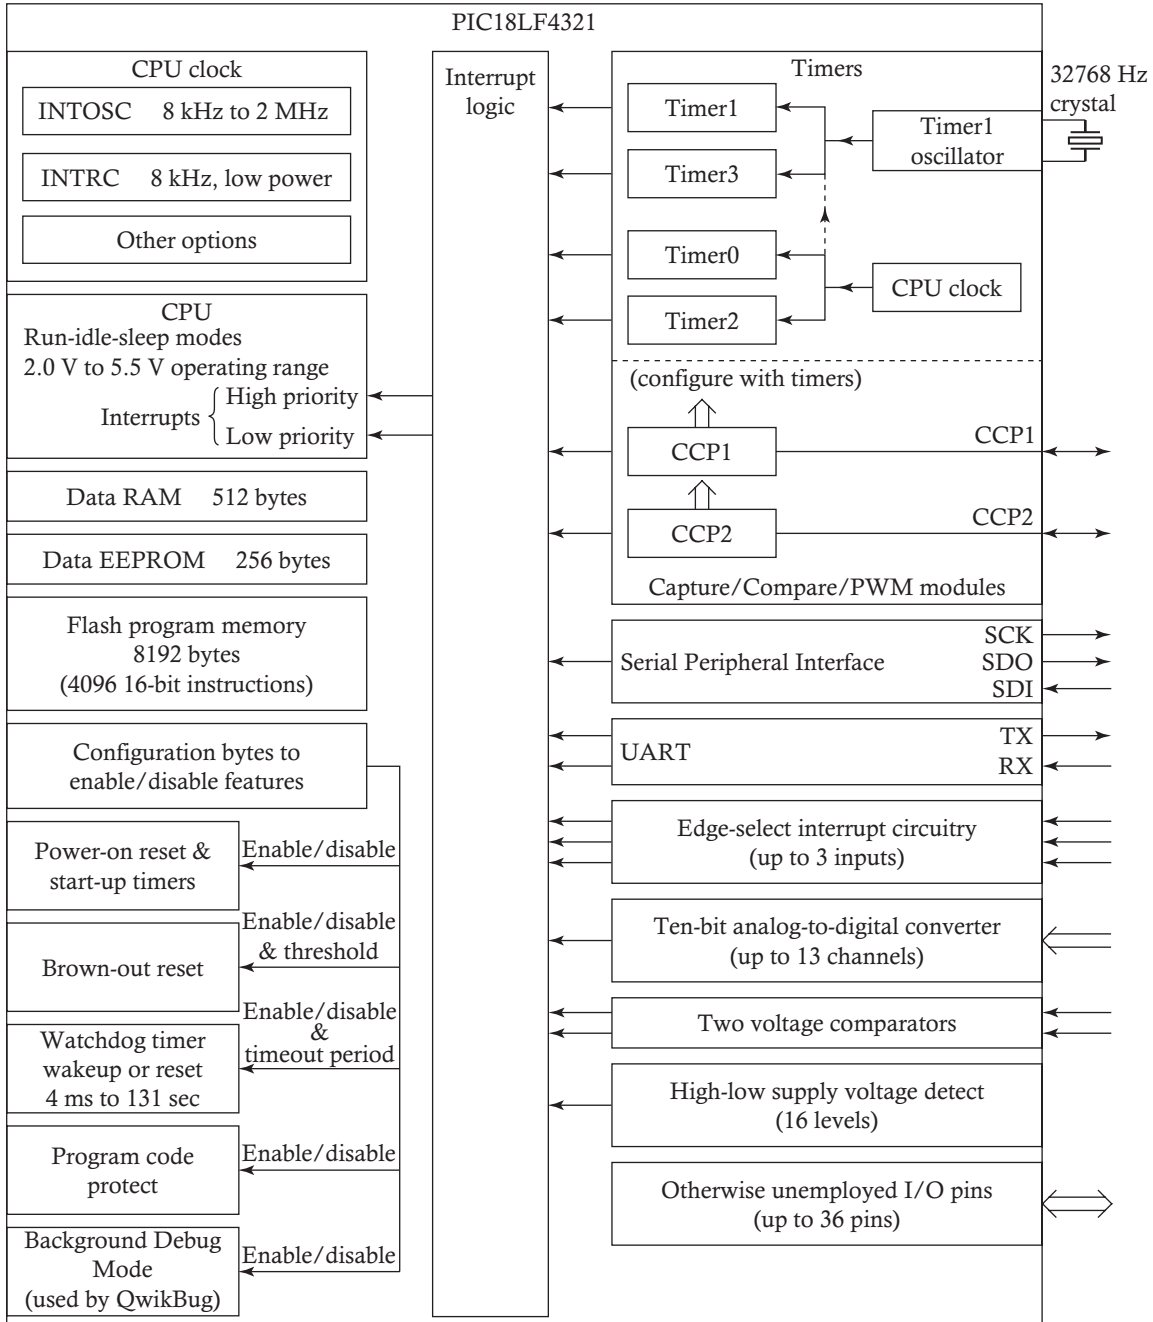 PIC18LF4321
CPU clock
INTOSC 8 kHz to 2 MHz
INTRC 8 kHz, low power
Other options
CPU
Run-idle-sleep modes
2.0 V to 5.5 V operating range
Interrupts
High priority
Low priority
Data RAM 512 bytes
Data EEPROM 256 bytes
Flash program memory
8192 bytes
(4096 16-bit instructions)
Configuration bytes to
enable/disable features
Power-on reset &
start-up timers
Enable/disable
Brown-out reset
Enable/disable
& threshold
Watchdog timer
wakeup or reset
4 ms to 131 sec
Enable/disable
&
timeout period
Program code
protect
Enable/disable
Background Debug
Mode
(used by QwikBug)
Enable/disable
Interrupt
logic
Timers
Timer1
Timer3
Timer0
Timer2
Timer1
oscillator
CPU clock
32768 Hz
crystal
(configure with timers)
CCP1
CCP1
CCP2
CCP2
Capture/Compare/PWM modules
Serial Peripheral Interface
SCK
SDO
SDI
UART
TX
RX
Edge-select interrupt circuitry
(up to 3 inputs)
Ten-bit analog-to-digital converter
(up to 13 channels)
Two voltage comparators
High-low supply voltage detect
(16 levels)
Otherwise unemployed I/O pins
(up to 36 pins)